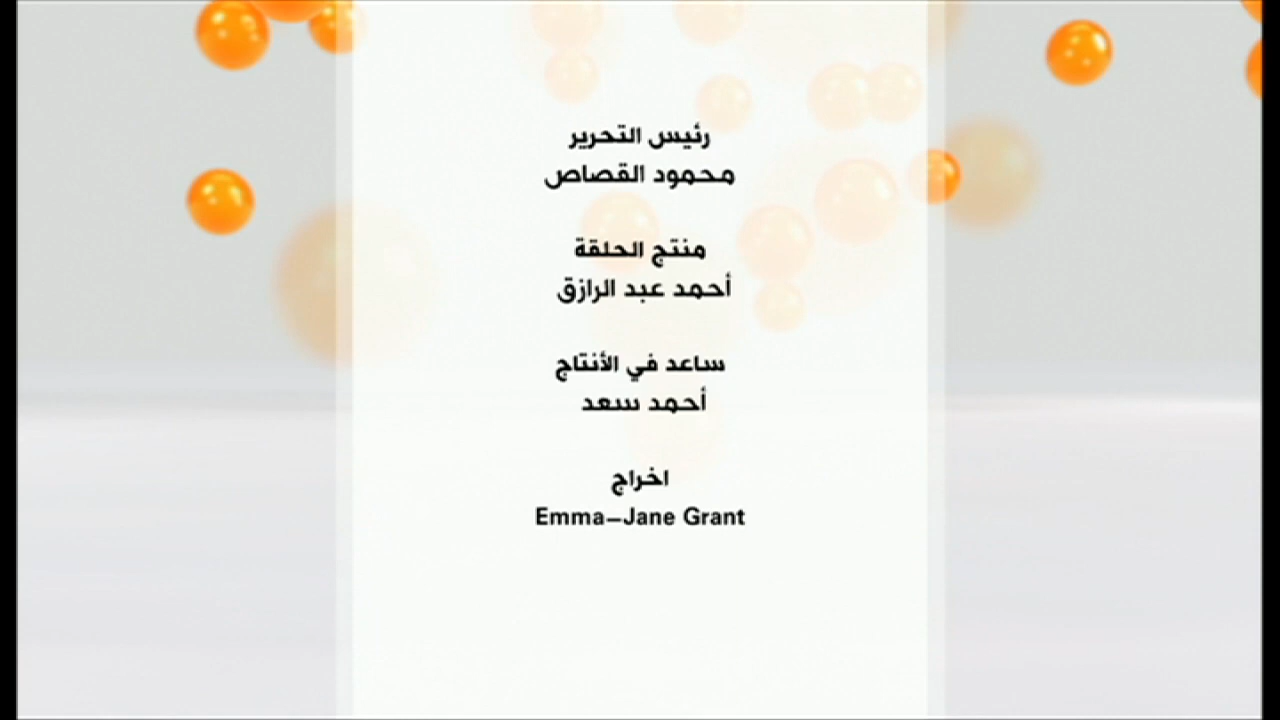 رئيس التحرير
محمود القصاص
منتج الحلقة
أحمد عبد الرازق
ساعد في الأنتاج
أحمد سعد
اخراج
Emma–Jane Grant